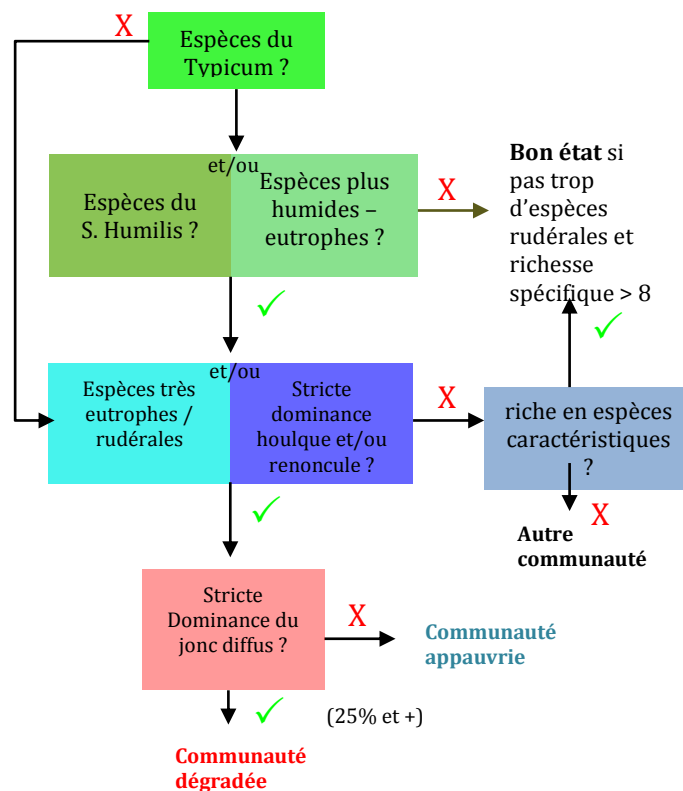 X
Espèces du
Typicum ?
et/ou
Espèces du
S. Humilis ?
Espèces plus
humides –
eutrophes ?
X
Bon état si
pas trop
d’espèces
rudérales et
richesse
spécifique > 8
✓
✓
et/ou
Espèces très
eutrophes /
rudérales
Stricte
dominance
houlque et/ou
renoncule ?
X
riche en espèces
caractéristiques
?
X
Autre
communauté
✓
Stricte
Dominance du
jonc diffus ?
X
Communauté
appauvrie
✓
(25% et +)
Communauté
dégradée